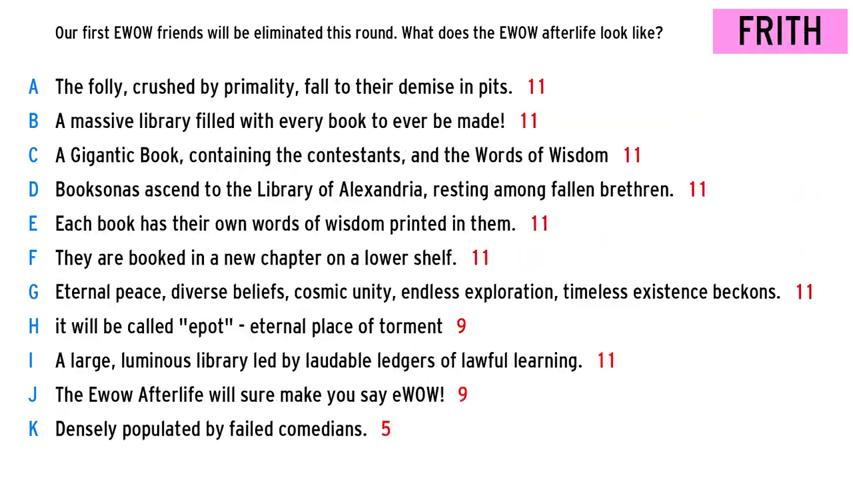 Our first EWOW friends will be eliminated this round. What does the EWOW afterlife look like?
FRITH
A The folly, crushed by primality, fall to their demise in pits. 11
B A massive library filled with every book to ever be made! 11
C A Gigantic Book, containing the contestants, and the Words of Wisdom 11
D Booksonas ascend to the Library of Alexandria, resting among fallen brethren. 11
E Each book has their own words of wisdom printed in them. 11
F They are booked in a new chapter on a lower shelf. 11
G Eternal peace, diverse beliefs, cosmic unity, endless exploration, timeless existence beckons. 11
H it will be called "epot" - eternal place of torment 9
I A large, luminous library led by laudable ledgers of lawful learning. 11
J The Ewow Afterlife will sure make you say eWOW! 9
K Densely populated by failed comedians. 5